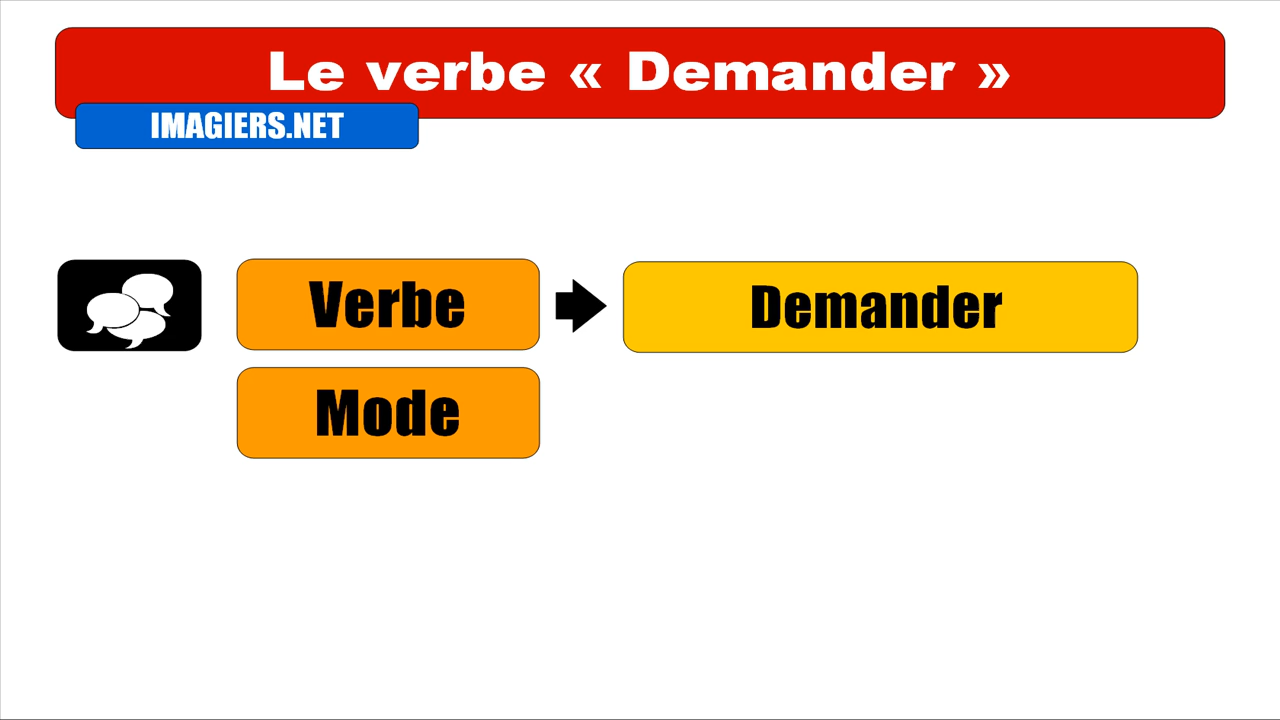 Le verbe « Demander »
IMAGIERS.NET
Verbe
Demander
Mode